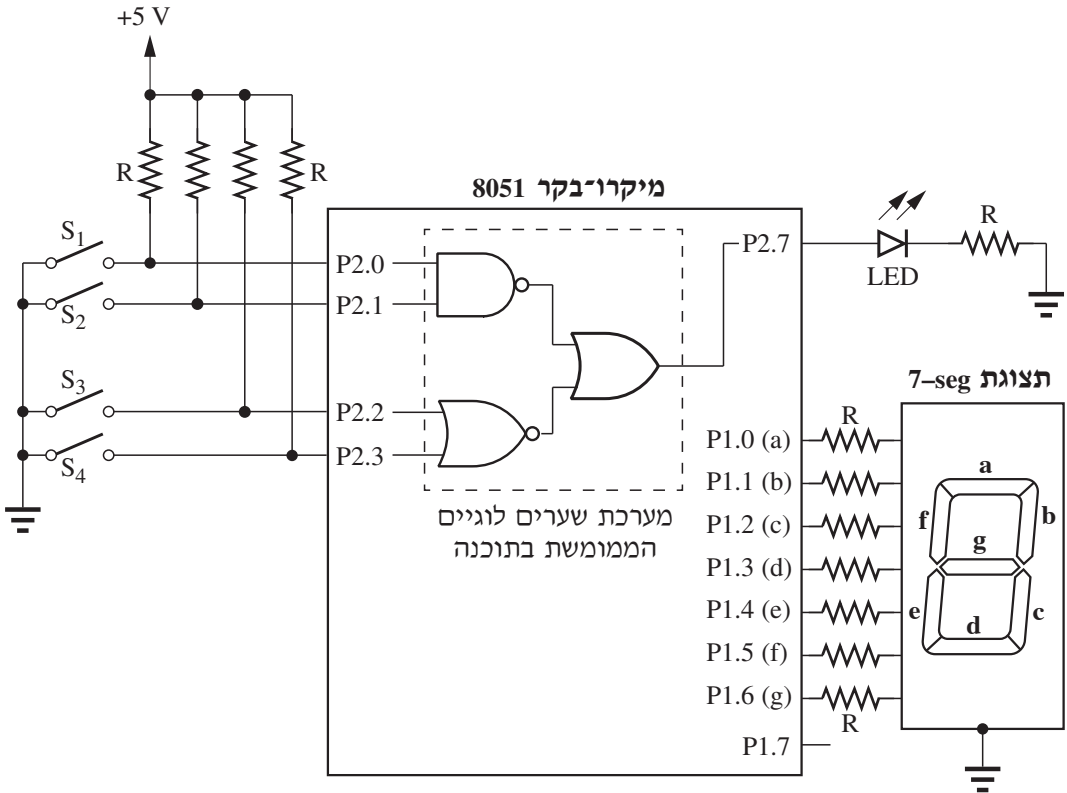 +5 V
R
R
מיקרו־בקר 8051
S1
S2
S3
S4
P2.0
P2.1
P2.2
P2.3
P2.7
LED
R
מערכת שערים לוגיים
הממומשת בתוכנה
תצוגת 7–seg
R
P1.0 (a)
P1.1 (b)
P1.2 (c)
P1.3 (d)
P1.4 (e)
P1.5 (f)
P1.6 (g)
R
P1.7
a
f
b
g
e
c
d